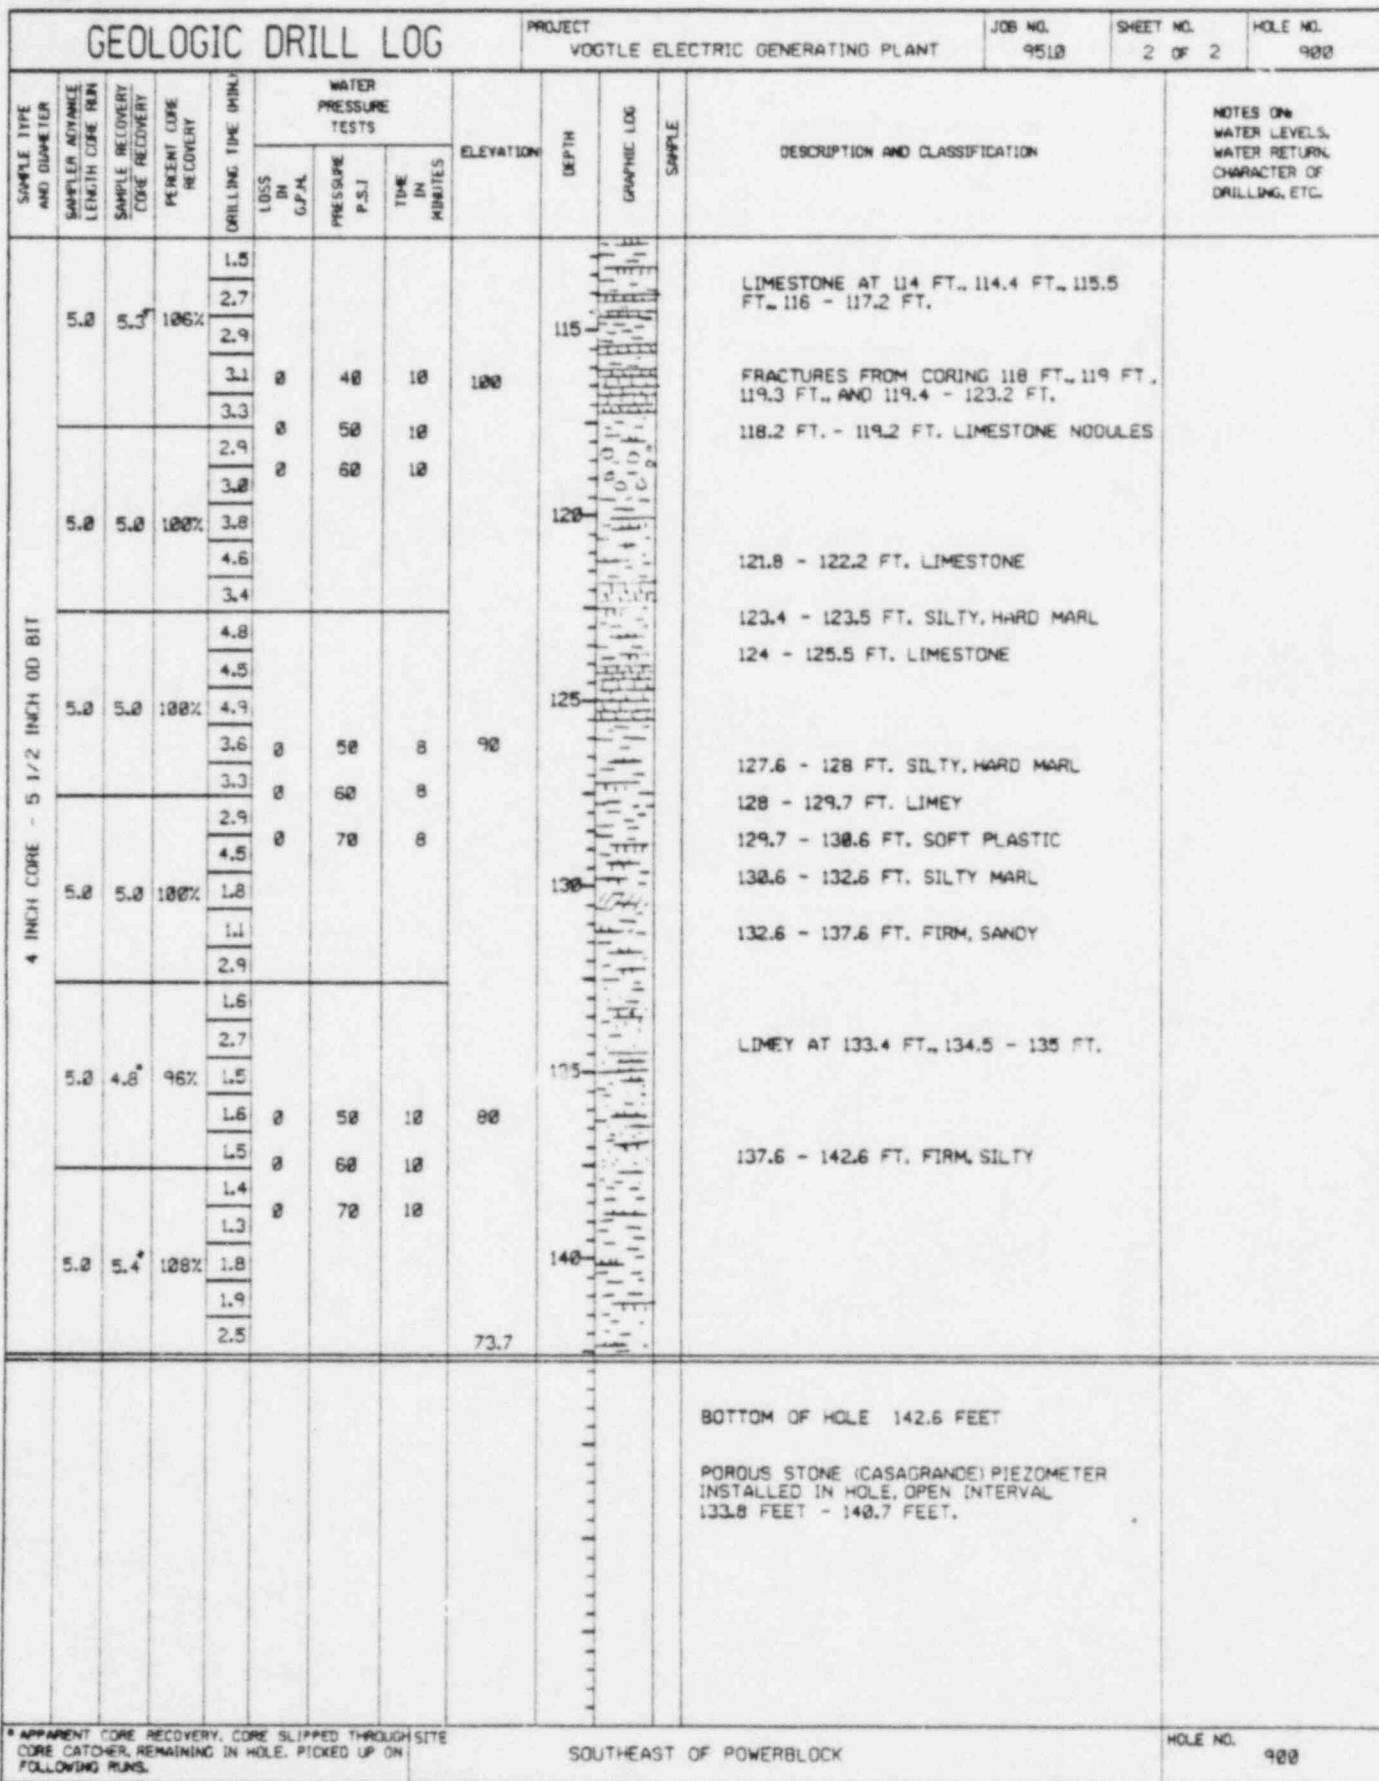 GEOLOGIC DRILL LOG
PROJECT
VOGTLE ELECTRIC GENERATING PLANT
JOB NO.
9510
SHEET NO.
2 OF 2
HOLE NO.
900
SAMPLE TYPE
AND DIAMETER
SAMPLER ADVANCE
LENGTH CORE RUN
SAMPLE RECOVERY
CORE RECOVERY
PERCENT CORE
RECOVERY
DRILLING TIME (MIN.)
WATER
PRESSURE
TESTS
LOSS
IN
G.P.M.
PRESSURE
P.S.I
TIME
IN
MINUTES
ELEVATION
DEPTH
GRAPHIC LOG
SAMPLE
DESCRIPTION AND CLASSIFICATION
NOTES ON:
WATER LEVELS,
WATER RETURN,
CHARACTER OF
DRILLING, ETC.
4 INCH CORE - 5 1/2 INCH OD BIT
1.5
2.7
LIMESTONE AT 114 FT., 114.4 FT., 115.5
FT., 116 - 117.2 FT.
5.0 5.3* 106%
2.9 115
3.1 0 40 10 100
FRACTURES FROM CORING 118 FT., 119 FT.,
119.3 FT., AND 119.4 - 123.2 FT.
3.3
0 50 10
118.2 FT. - 119.2 FT. LIMESTONE NODULES
2.9
0 60 10
3.0
5.0 5.0 100% 3.8 120
4.6
121.8 - 122.2 FT. LIMESTONE
3.4
123.4 - 123.5 FT. SILTY, HARD MARL
4.8
124 - 125.5 FT. LIMESTONE
4.5
5.0 5.0 100% 4.9 125
3.6 0 50 8 90
127.6 - 128 FT. SILTY, HARD MARL
3.3
0 60 8
128 - 129.7 FT. LIMEY
2.9
0 70 8
129.7 - 130.6 FT. SOFT PLASTIC
4.5
130.6 - 132.6 FT. SILTY MARL
5.0 5.0 100% 1.8 130
1.1
132.6 - 137.6 FT. FIRM, SANDY
2.9
1.6
2.7
LIMEY AT 133.4 FT., 134.5 - 135 FT.
5.0 4.8* 96% 1.5 135
1.6 0 50 10 80
1.5
0 60 10
137.6 - 142.6 FT. FIRM, SILTY
1.4
0 70 10
1.3
5.0 5.4* 108% 1.8 140
1.9
2.5 73.7
BOTTOM OF HOLE 142.6 FEET
POROUS STONE (CASAGRANDE) PIEZOMETER
INSTALLED IN HOLE, OPEN INTERVAL
133.8 FEET - 140.7 FEET.
* APPARENT CORE RECOVERY. CORE SLIPPED THROUGH
CORE CATCHER, REMAINING IN HOLE. PICKED UP ON
FOLLOWING RUNS.
SITE
SOUTHEAST OF POWERBLOCK
HOLE NO.
900